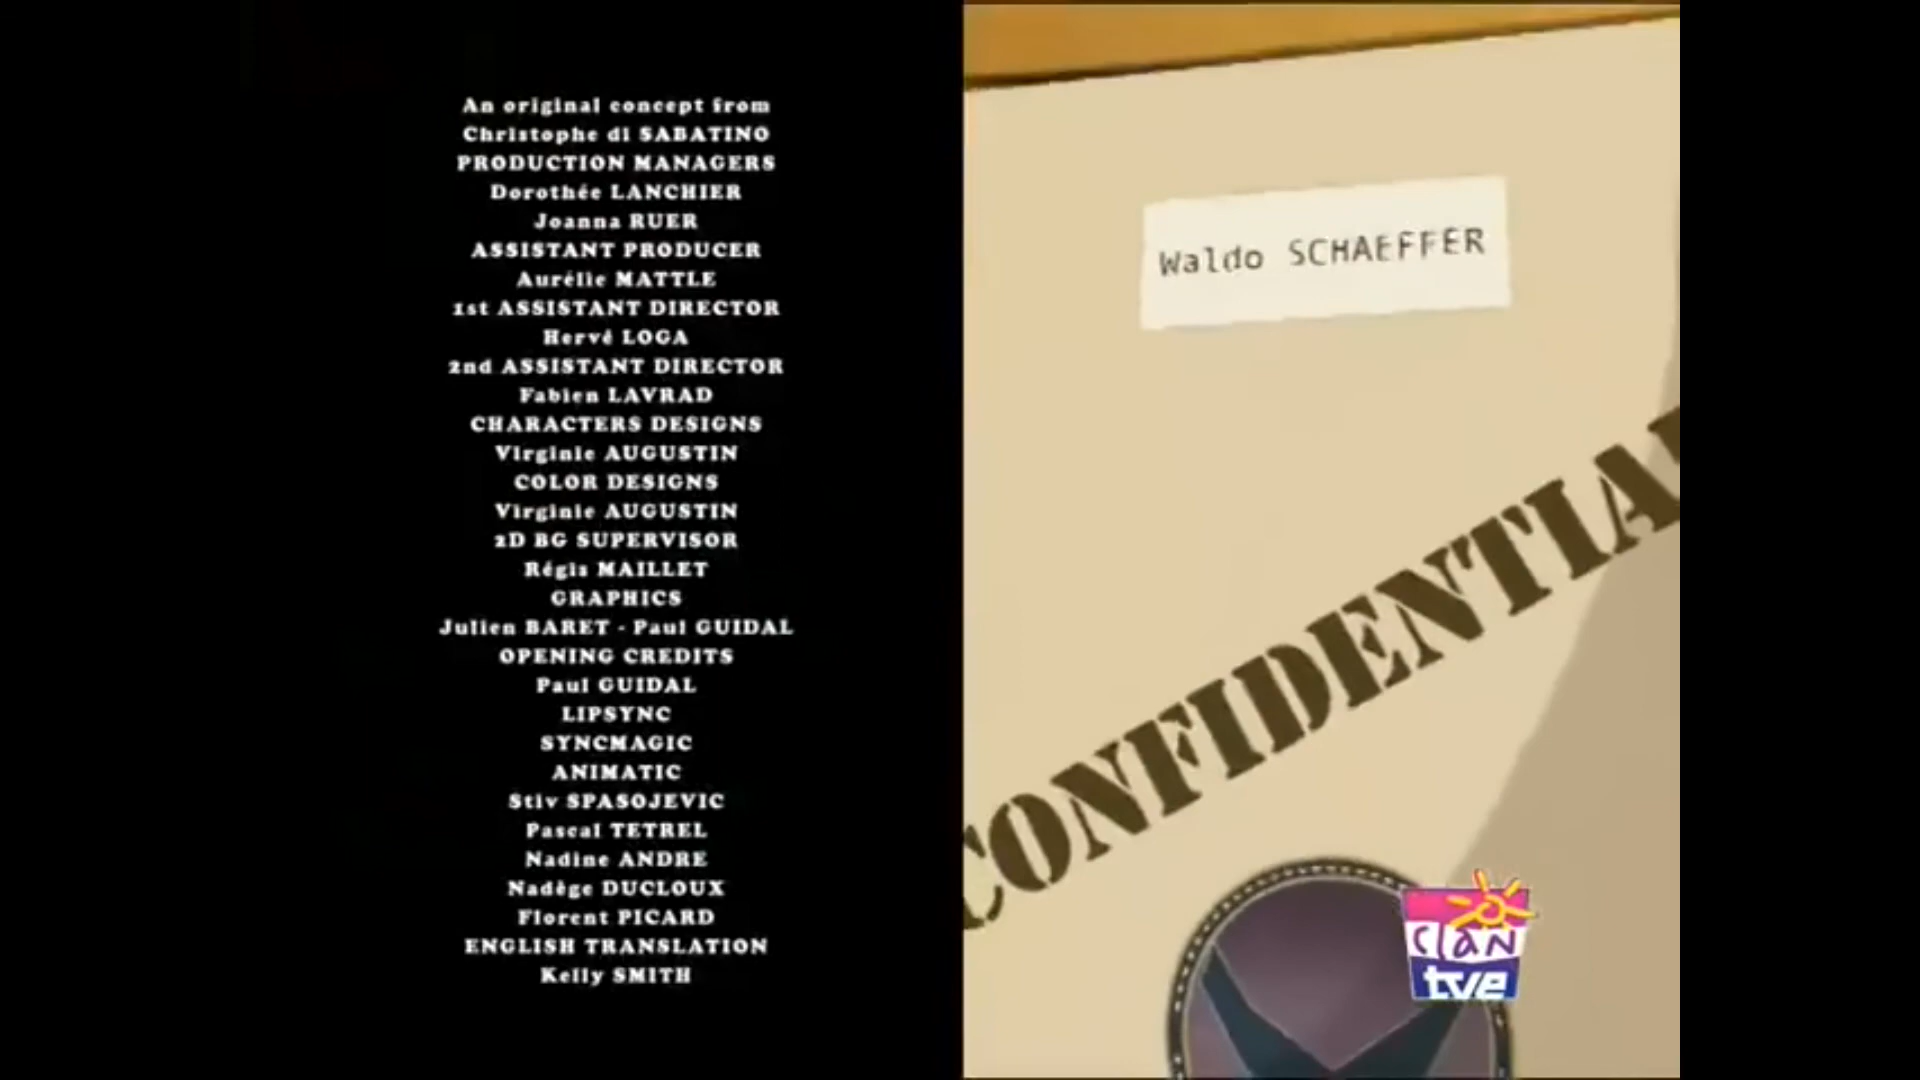 An original concept from
Christophe di SABATINO
PRODUCTION MANAGERS
Dorothée LANCHIER
Joanna RUER
ASSISTANT PRODUCER
Aurélie MATTLE
1st ASSISTANT DIRECTOR
Hervé LOGA
2nd ASSISTANT DIRECTOR
Fabien LAVRAD
CHARACTERS DESIGNS
Virginie AUGUSTIN
COLOR DESIGNS
Virginie AUGUSTIN
2D BG SUPERVISOR
Régis MAILLET
GRAPHICS
Julien BARET - Paul GUIDAL
OPENING CREDITS
Paul GUIDAL
LIPSYNC
SYNCMAGIC
ANIMATIC
Stiv SPASOJEVIC
Pascal TETREL
Nadine ANDRE
Nadège DUCLOUX
Florent PICARD
ENGLISH TRANSLATION
Kelly SMITH
Waldo SCHAEFFER
CONFIDENTIAL
clan
tve